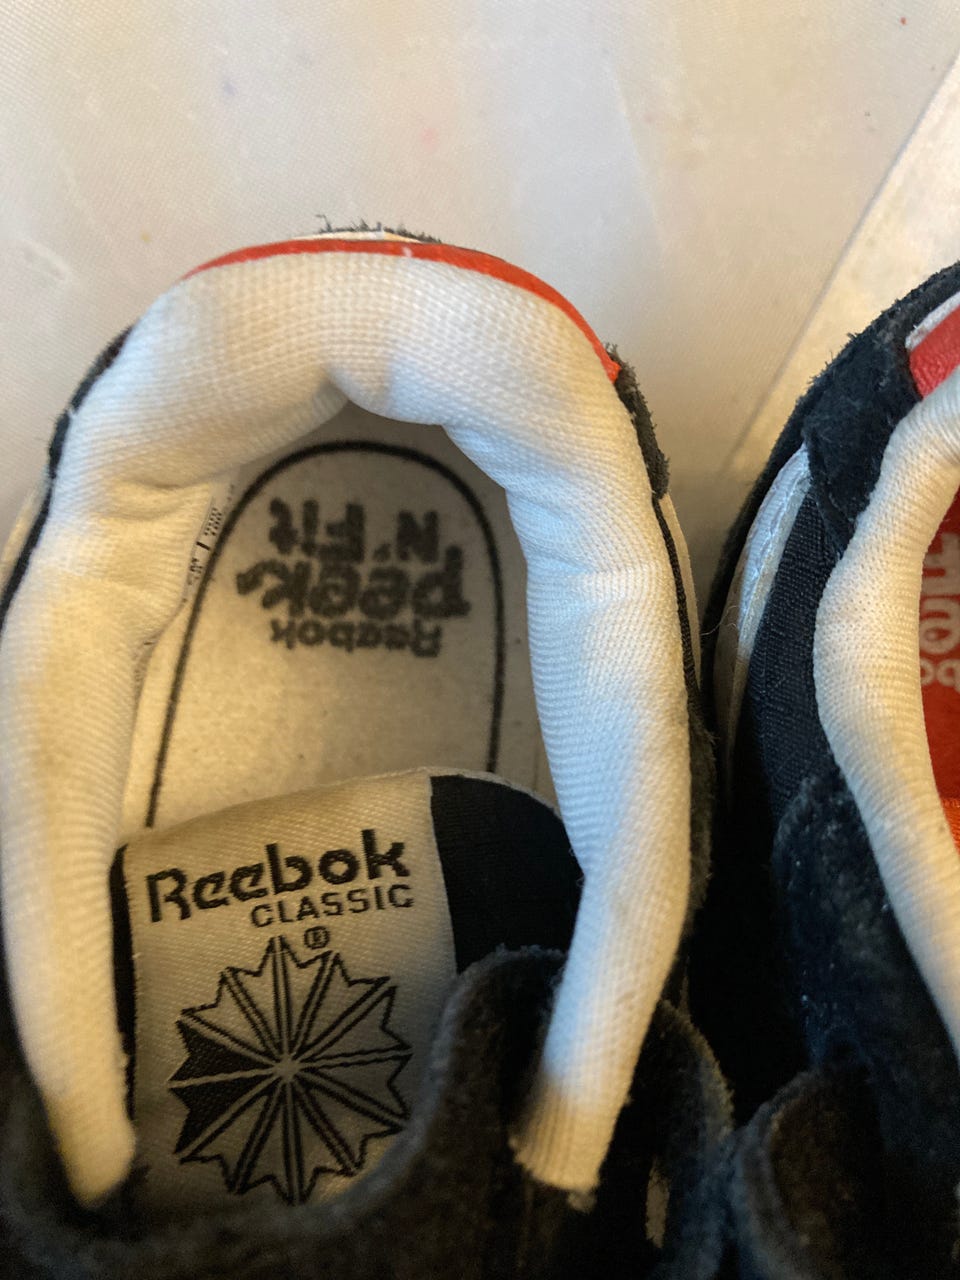 Reebok
peek
N' Fit
Reebok
CLASSIC
®